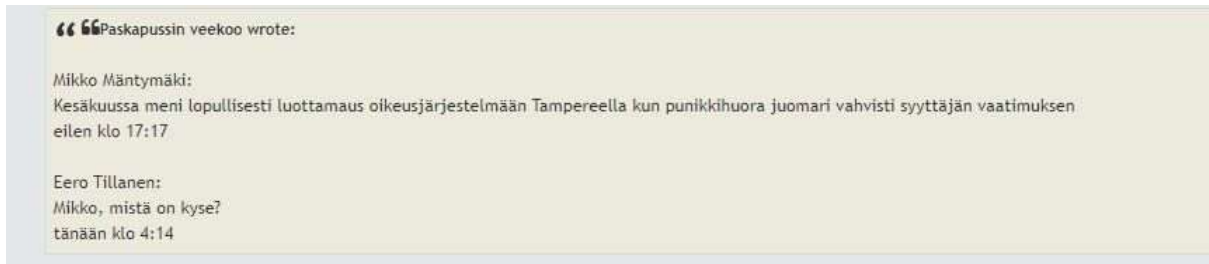 ❝ ❝Paskapussin veekoo wrote:
Mikko Mäntymäki:
Kesäkuussa meni lopullisesti luottamaus oikeusjärjestelmään Tampereella kun punikkihuora juomari vahvisti syyttäjän vaatimuksen
eilen klo 17:17
Eero Tillanen:
Mikko, mistä on kyse?
tänään klo 4:14